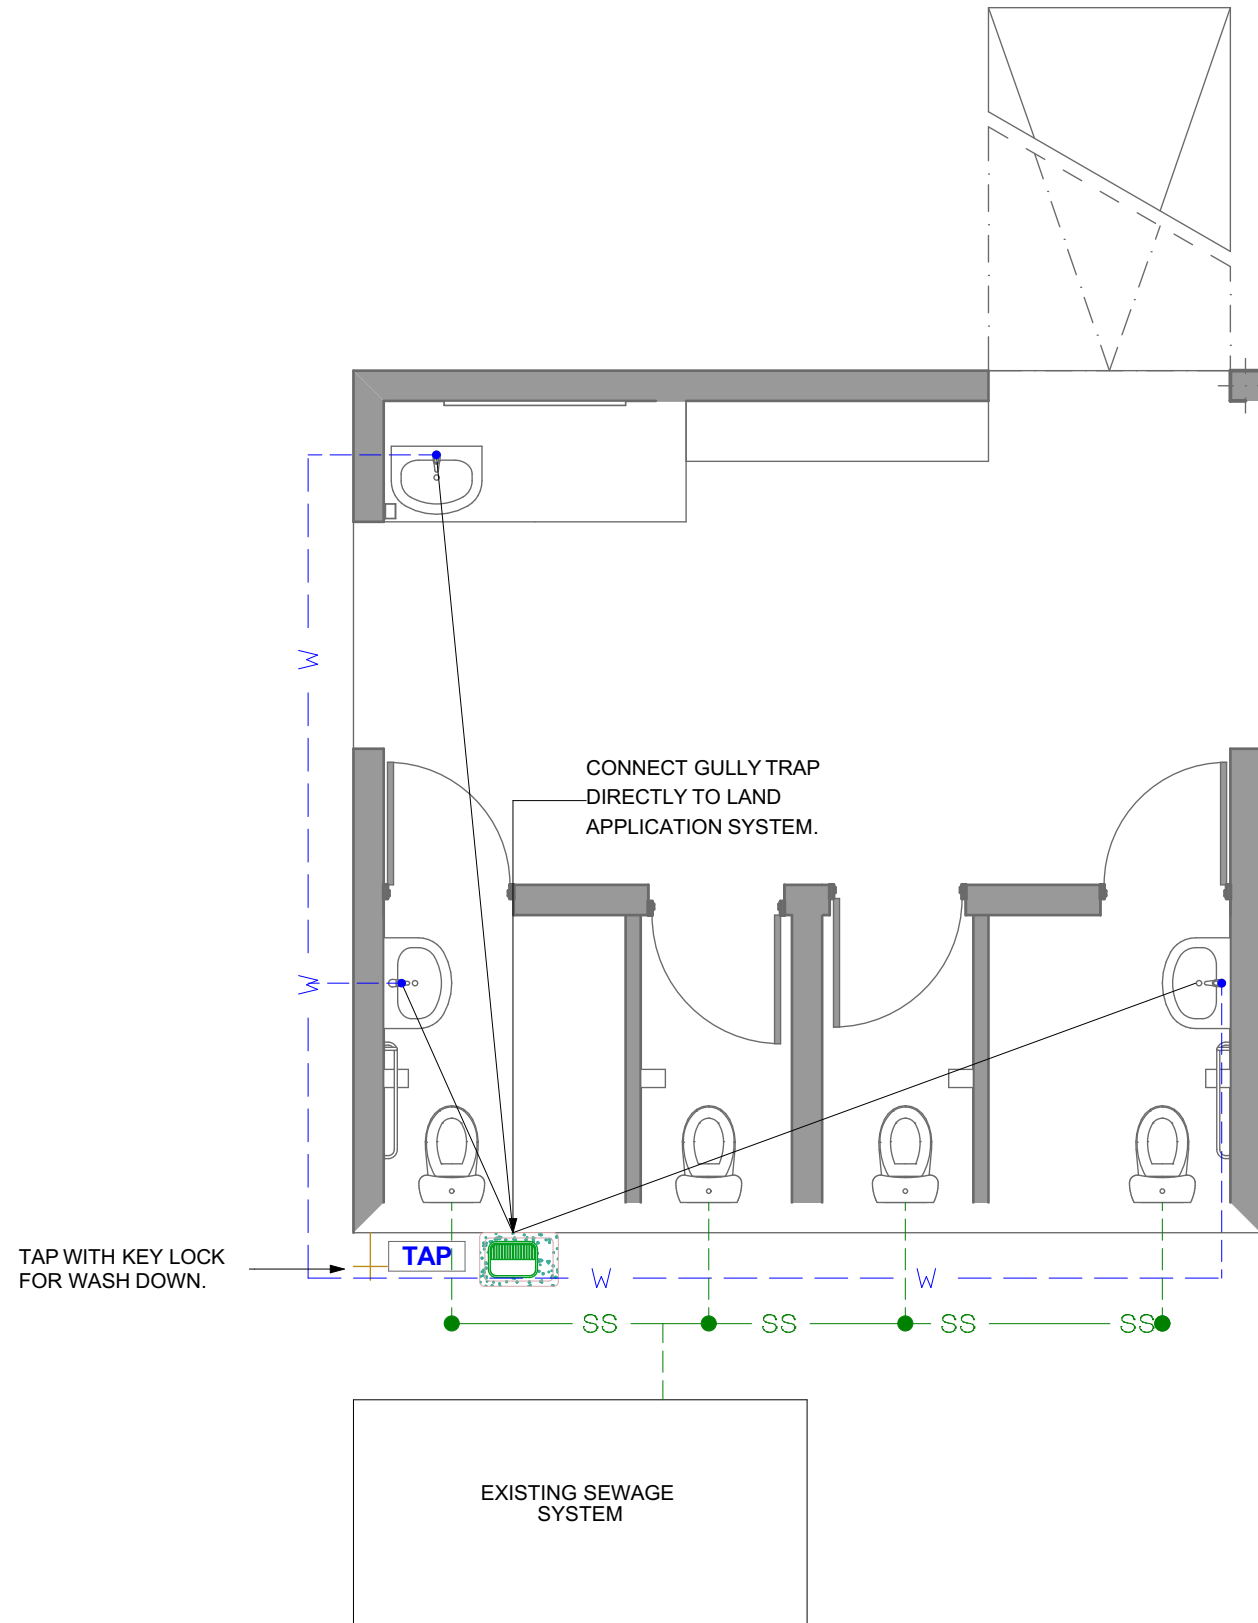 W
CONNECT GULLY TRAP
DIRECTLY TO LAND
APPLICATION SYSTEM.
W
TAP WITH KEY LOCK
FOR WASH DOWN.
TAP
W
W
SS
SS
SS
SS
EXISTING SEWAGE
SYSTEM